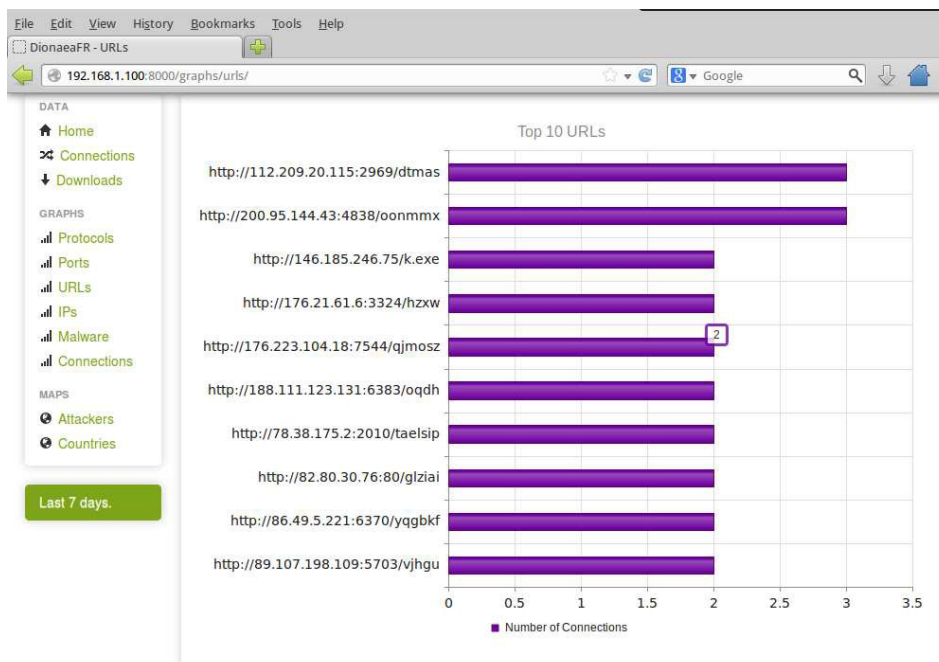 File Edit View History Bookmarks Tools Help
DionaeaFR - URLs
192.168.1.100:8000/graphs/urls/
Google
DATA
Home
Connections
Downloads
GRAPHS
Protocols
Ports
URLs
IPs
Malware
Connections
MAPS
Attackers
Countries
Last 7 days.
Top 10 URLs
http://112.209.20.115:2969/dtmas
http://200.95.144.43:4838/oonmmx
http://146.185.246.75/k.exe
http://176.21.61.6:3324/hzxw
http://176.223.104.18:7544/qjmosz
2
http://188.111.123.131:6383/oqdh
http://78.38.175.2:2010/taelsip
http://82.80.30.76:80/glziai
http://86.49.5.221:6370/yqgbkf
http://89.107.198.109:5703/vjhgu
0 0.5 1 1.5 2 2.5 3 3.5
Number of Connections